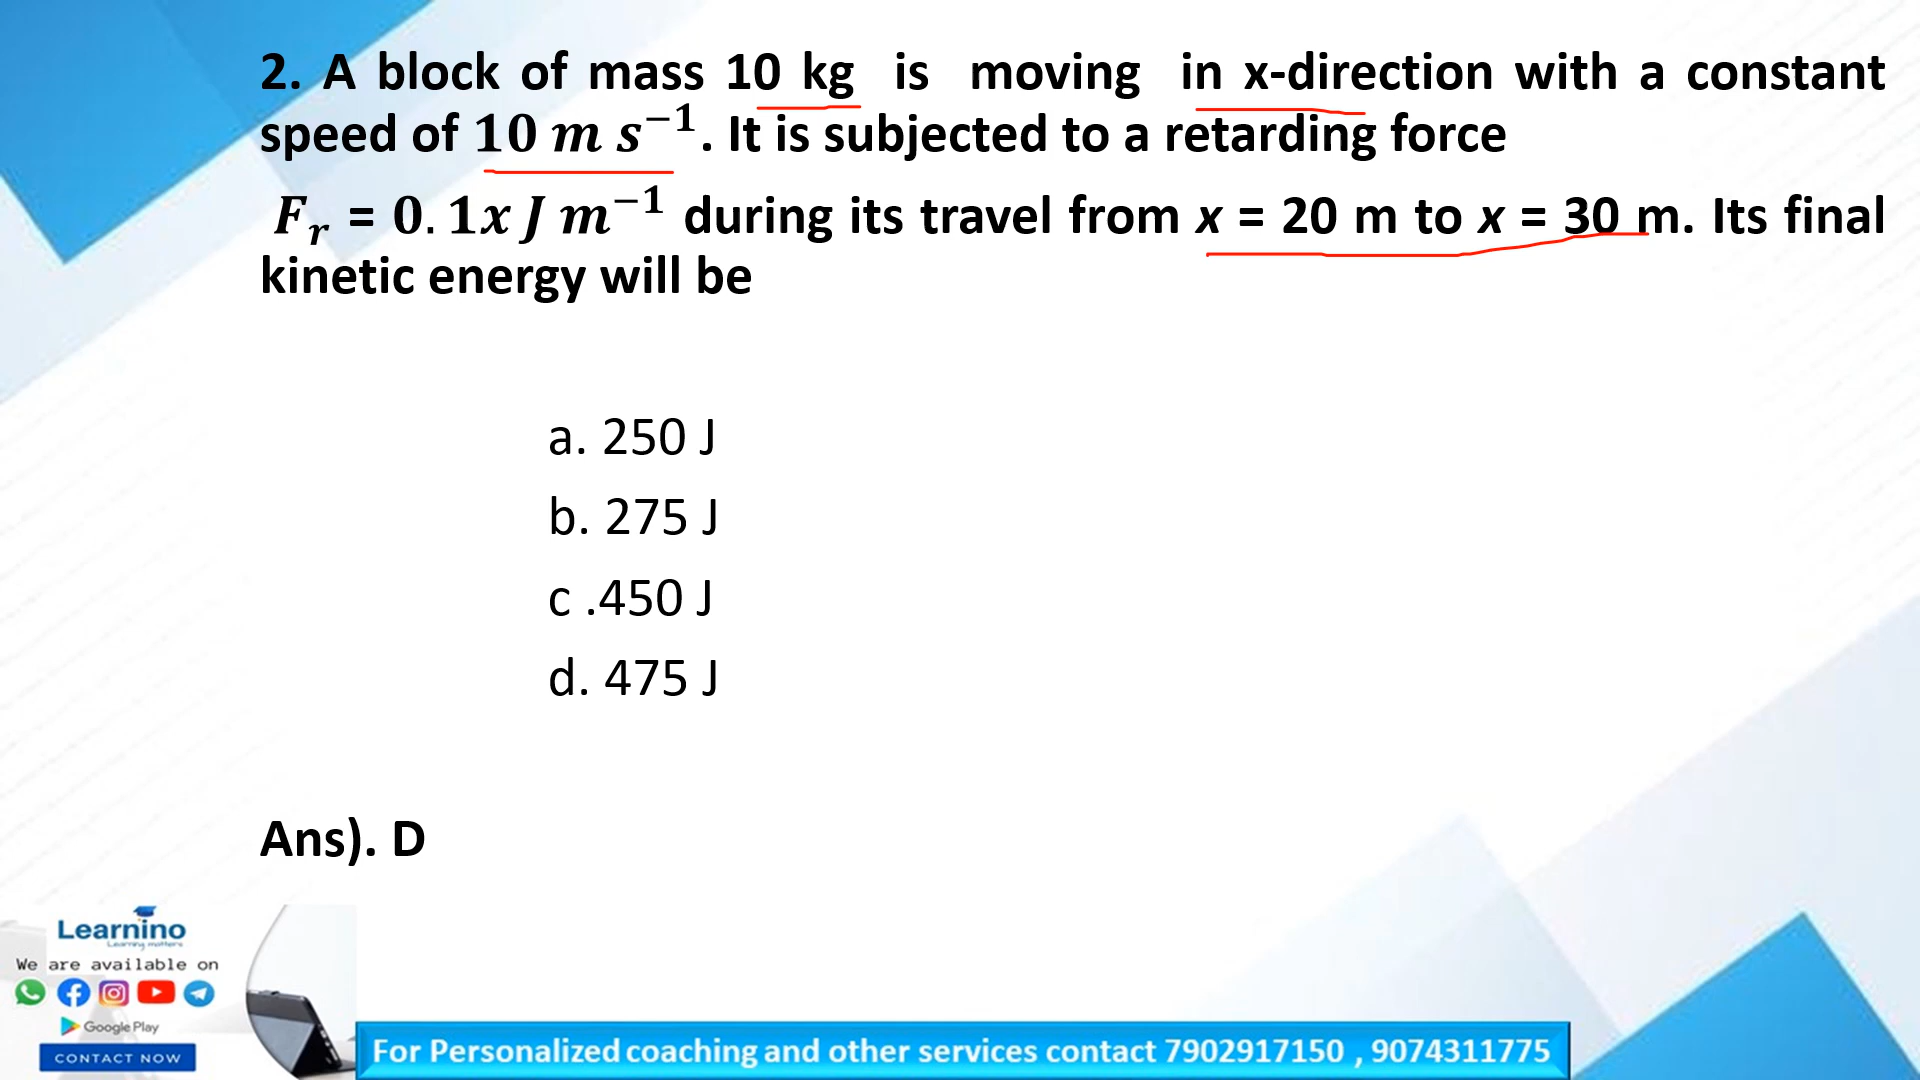 2. A block of mass 10 kg is moving in x-direction with a constant
speed of 10 m s⁻¹. It is subjected to a retarding force
Fᵣ = 0.1x J m⁻¹ during its travel from x = 20 m to x = 30 m. Its final
kinetic energy will be
a. 250 J
b. 275 J
c .450 J
d. 475 J
Ans). D
Learnino
Learning matters
We are available on
Google Play
CONTACT NOW
For Personalized coaching and other services contact 7902917150 , 9074311775